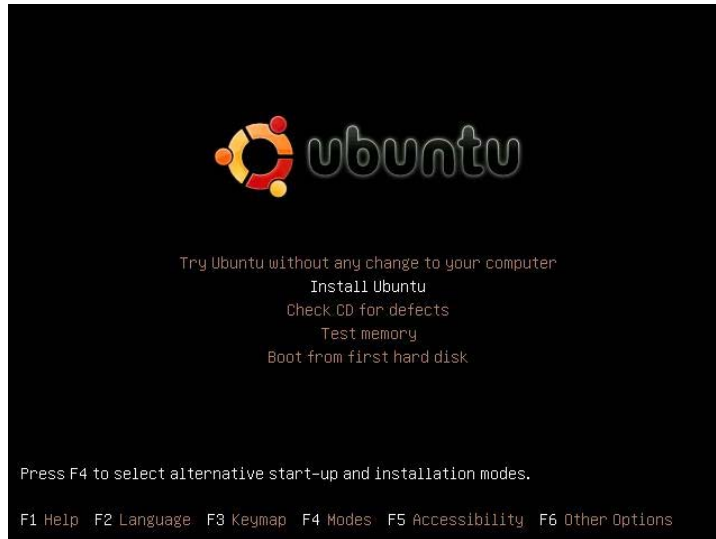 ubuntu
Try Ubuntu without any change to your computer
Install Ubuntu
Check CD for defects
Test memory
Boot from first hard disk
Press F4 to select alternative start-up and installation modes.
F1 Help F2 Language F3 Keymap F4 Modes F5 Accessibility F6 Other Options